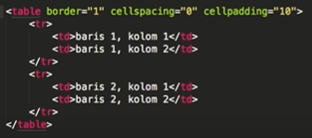 <table border="1" cellspacing="0" cellpadding="10">
<tr>
<td>baris 1, kolom 1</td>
<td>baris 1, kolom 2</td>
</tr>
<tr>
<td>baris 2, kolom 1</td>
<td>baris 2, kolom 2</td>
</tr>
</table>